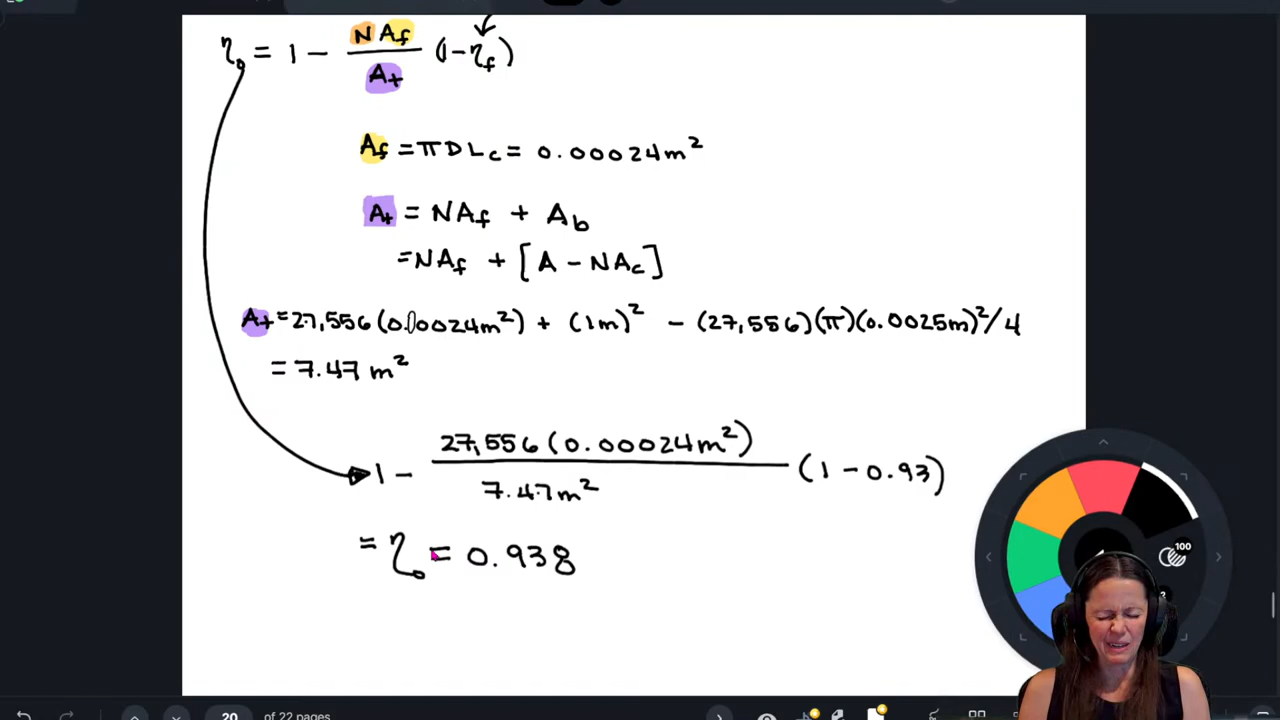 η₀ = 1 − NA_f / A_t (1−η_f)
A_f = πDL_c = 0.00024m²
A_t = NA_f + A_b
= NA_f + [A − NA_c]
A_t = 27,556(0.00024m²) + (1m)² − (27,556)(π)(0.0025m)²/4
= 7.47 m²
1 − 27,556(0.00024m²) / 7.47m² (1−0.93)
= η₀ = 0.938
100
20 of 22 pages